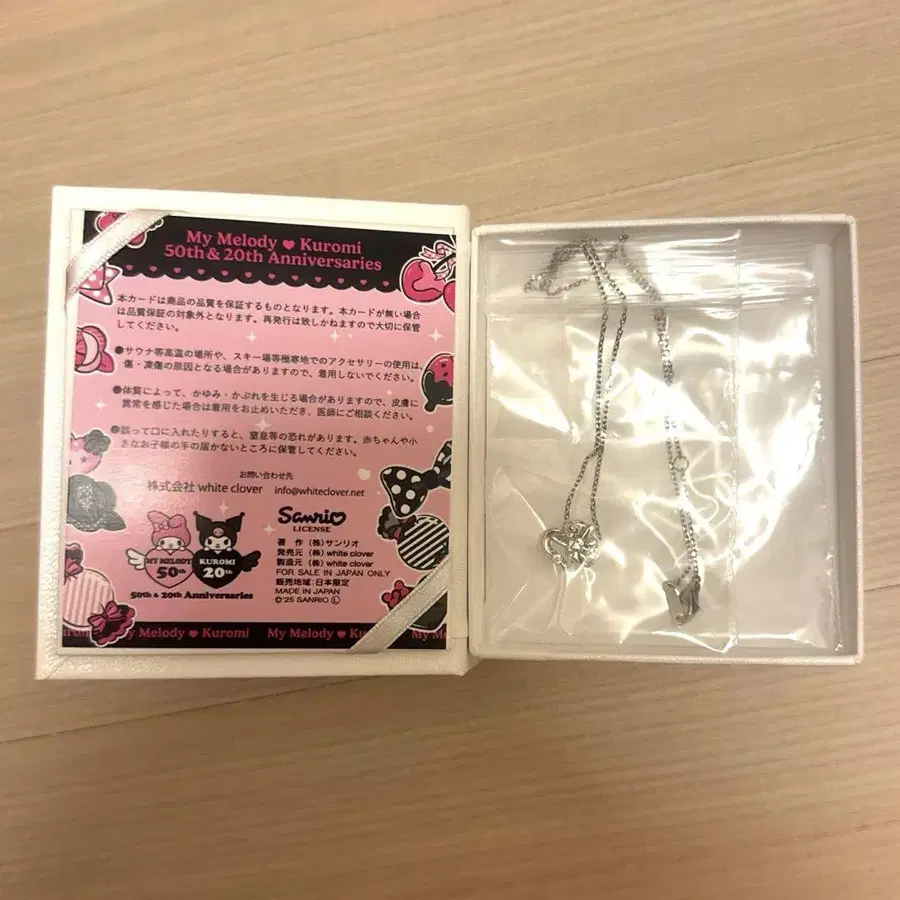 My Melody ♥ Kuromi
50th & 20th Anniversaries
本カードは商品の品質を保証するものとなります。本カードが無い場合
は品質保証の対象外となります。再発行は致しかねますので大切に保管
してください。
●サウナ等高温の場所や、スキー場等極寒地でのアクセサリーの使用は、
傷・凍傷の原因となる場合がありますので、着用しないでください。
●体質によって、かゆみ・かぶれを生じる場合がありますので、皮膚に
異常を感じた場合は着用をお止めいただき、医師にご相談ください。
●誤って口に入れたりすると、窒息等の恐れがあります。赤ちゃんや小
さなお子様の手の届かないところに保管してください。
お問い合わせ先
株式会社 white clover info@whiteclover.net
MY MELODY
50th
KUROMI
20th
50th & 20th Anniversaries
Sanrio
LICENSE
著 作 (株)サンリオ
発売元 (株) white clover
製造元 (株) white clover
FOR SALE IN JAPAN ONLY
販売地域:日本限定
MADE IN JAPAN
©'25 SANRIO Ⓛ
My Melody ♥ Kuromi My Melody ♥ Kuromi